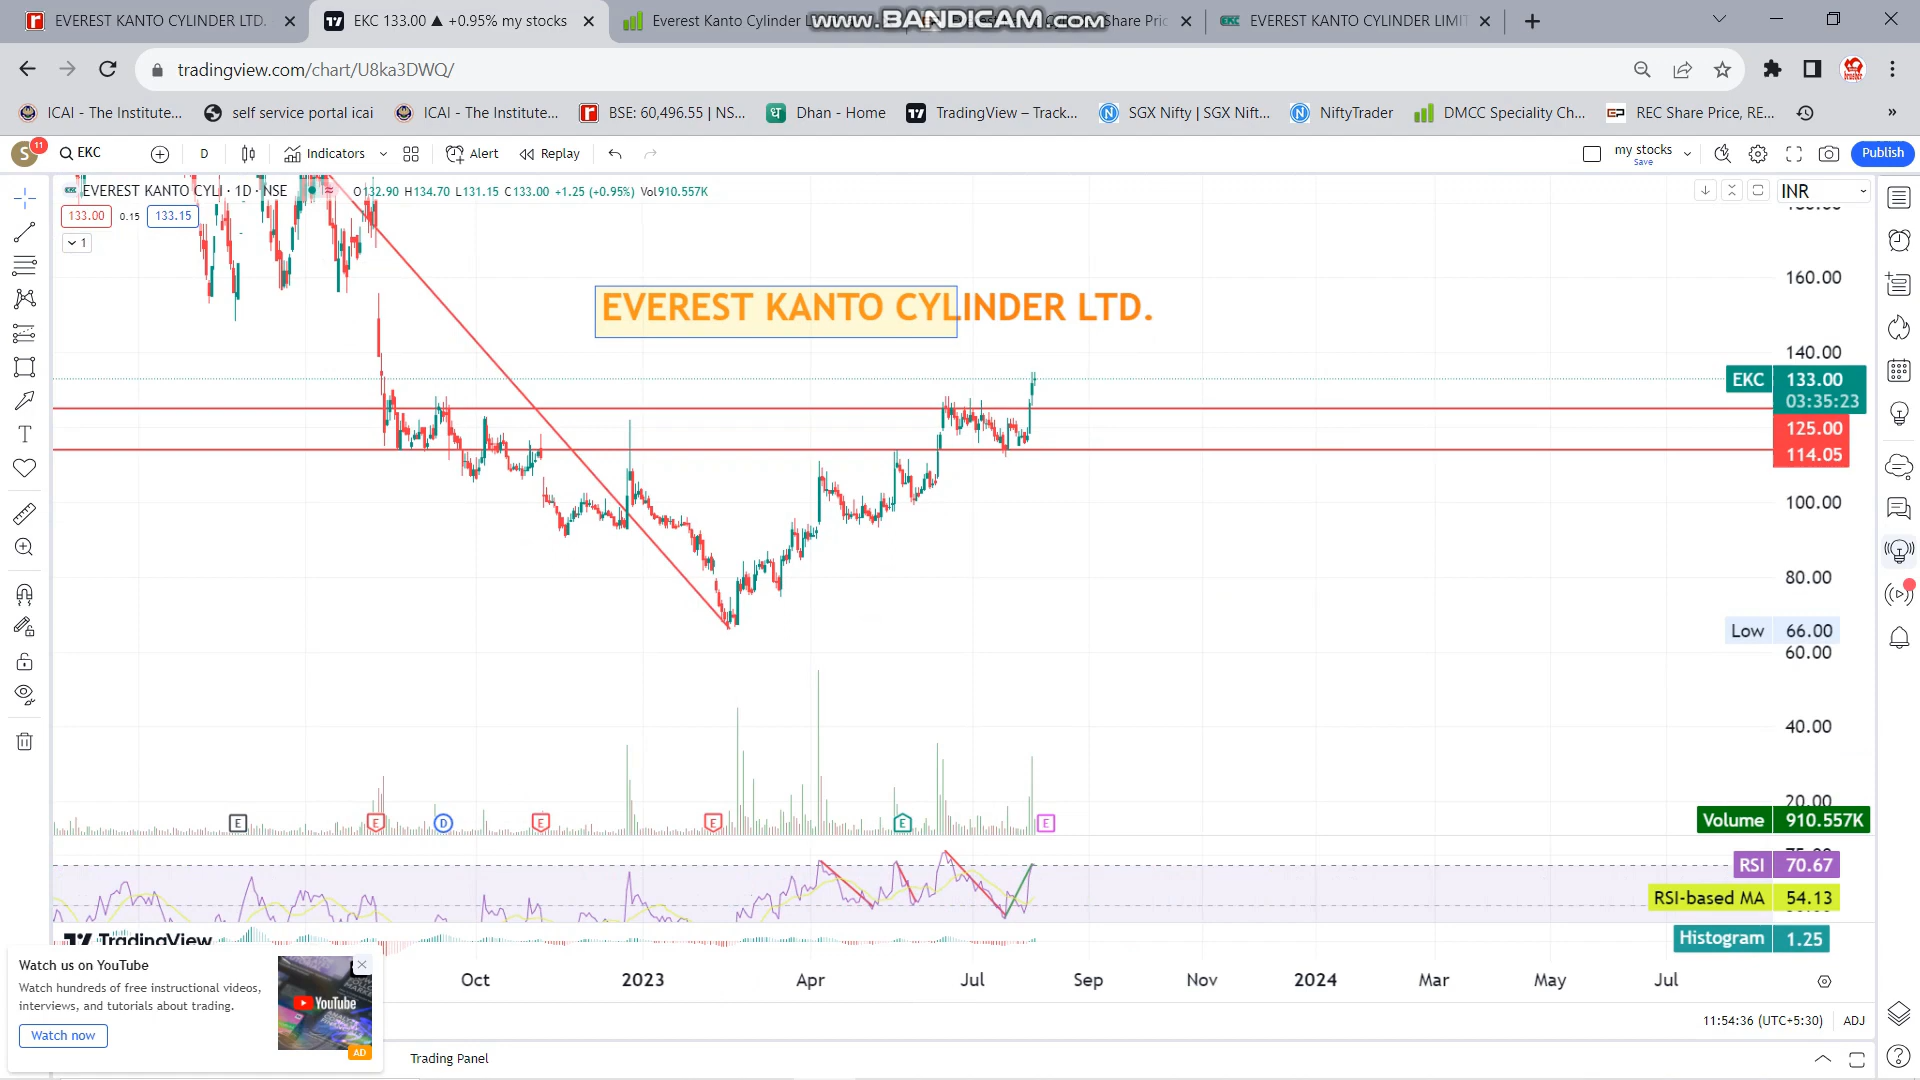 EVEREST KANTO CYLINDER LTD.
EKC 133.00 ▲ +0.95% my stocks
Everest Kanto Cylinder L
www.BANDICAM.com
Share Pric
EVEREST KANTO CYLINDER LIMIT
tradingview.com/chart/U8ka3DWQ/
ICAI - The Institute...
self service portal icai
ICAI - The Institute...
BSE: 60,496.55 | NS...
Dhan - Home
TradingView – Track...
SGX Nifty | SGX Nift...
NiftyTrader
DMCC Speciality Ch...
REC Share Price, RE...
S
11
EKC
D
Indicators
Alert
Replay
my stocks
Save
Publish
EVEREST KANTO CYLI · 1D · NSE
O132.90 H134.70 L131.15 C133.00 +1.25 (+0.95%) Vol910.557K
INR
133.00
0.15
133.15
1
EVEREST KANTO CYLINDER LTD.
160.00
140.00
EKC 133.00
03:35:23
125.00
114.05
100.00
80.00
Low 66.00
60.00
40.00
20.00
Volume 910.557K
E
E
D
E
E
E
E
RSI 70.67
RSI-based MA 54.13
Histogram 1.25
TradingView
Oct
2023
Apr
Jul
Sep
Nov
2024
Mar
May
Jul
Watch us on YouTube
Watch hundreds of free instructional videos,
interviews, and tutorials about trading.
Watch now
YouTube
AD
11:54:36 (UTC+5:30)
ADJ
Trading Panel